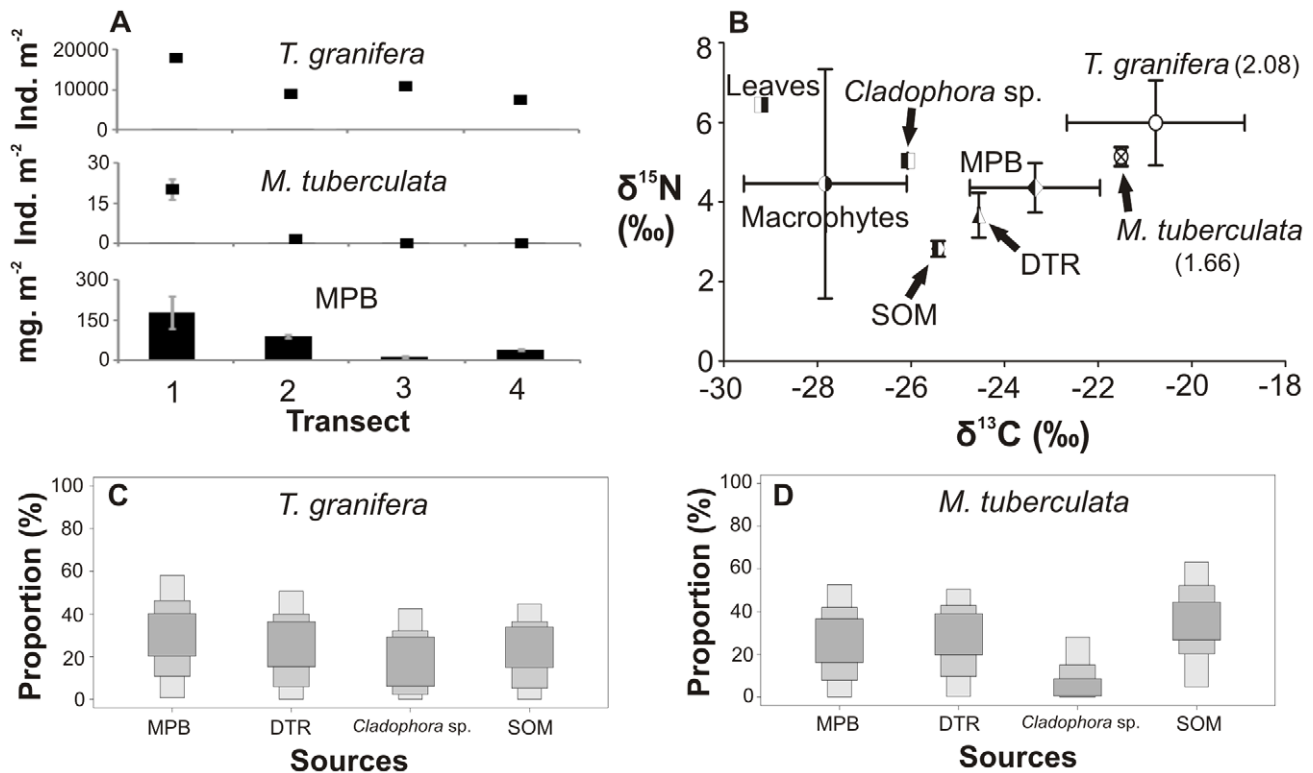 A
T. granifera
Ind. m⁻²
20000
10000
0
M. tuberculata
Ind. m⁻²
30
15
0
MPB
mg. m⁻²
300
150
0
1 2 3 4
Transect
B
δ¹⁵N
(‰)
8
6
4
2
0
Leaves
Cladophora sp.
T. granifera (2.08)
MPB
Macrophytes
M. tuberculata
(1.66)
DTR
SOM
-30 -28 -26 -24 -22 -20 -18
δ¹³C (‰)
C
T. granifera
Proportion (%)
100
80
60
40
20
0
MPB DTR Cladophora sp. SOM
Sources
D
M. tuberculata
Proportion (%)
100
80
60
40
20
0
MPB DTR Cladophora sp. SOM
Sources